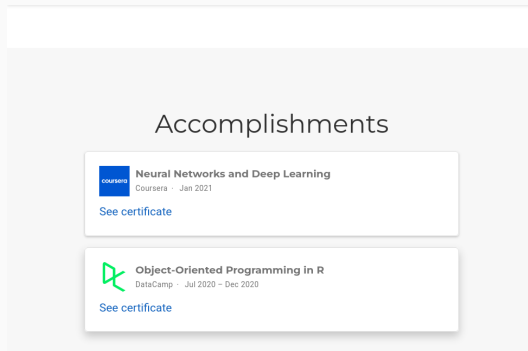 Accomplishments
coursera
Neural Networks and Deep Learning
Coursera · Jan 2021
See certificate
Object-Oriented Programming in R
DataCamp · Jul 2020 – Dec 2020
See certificate